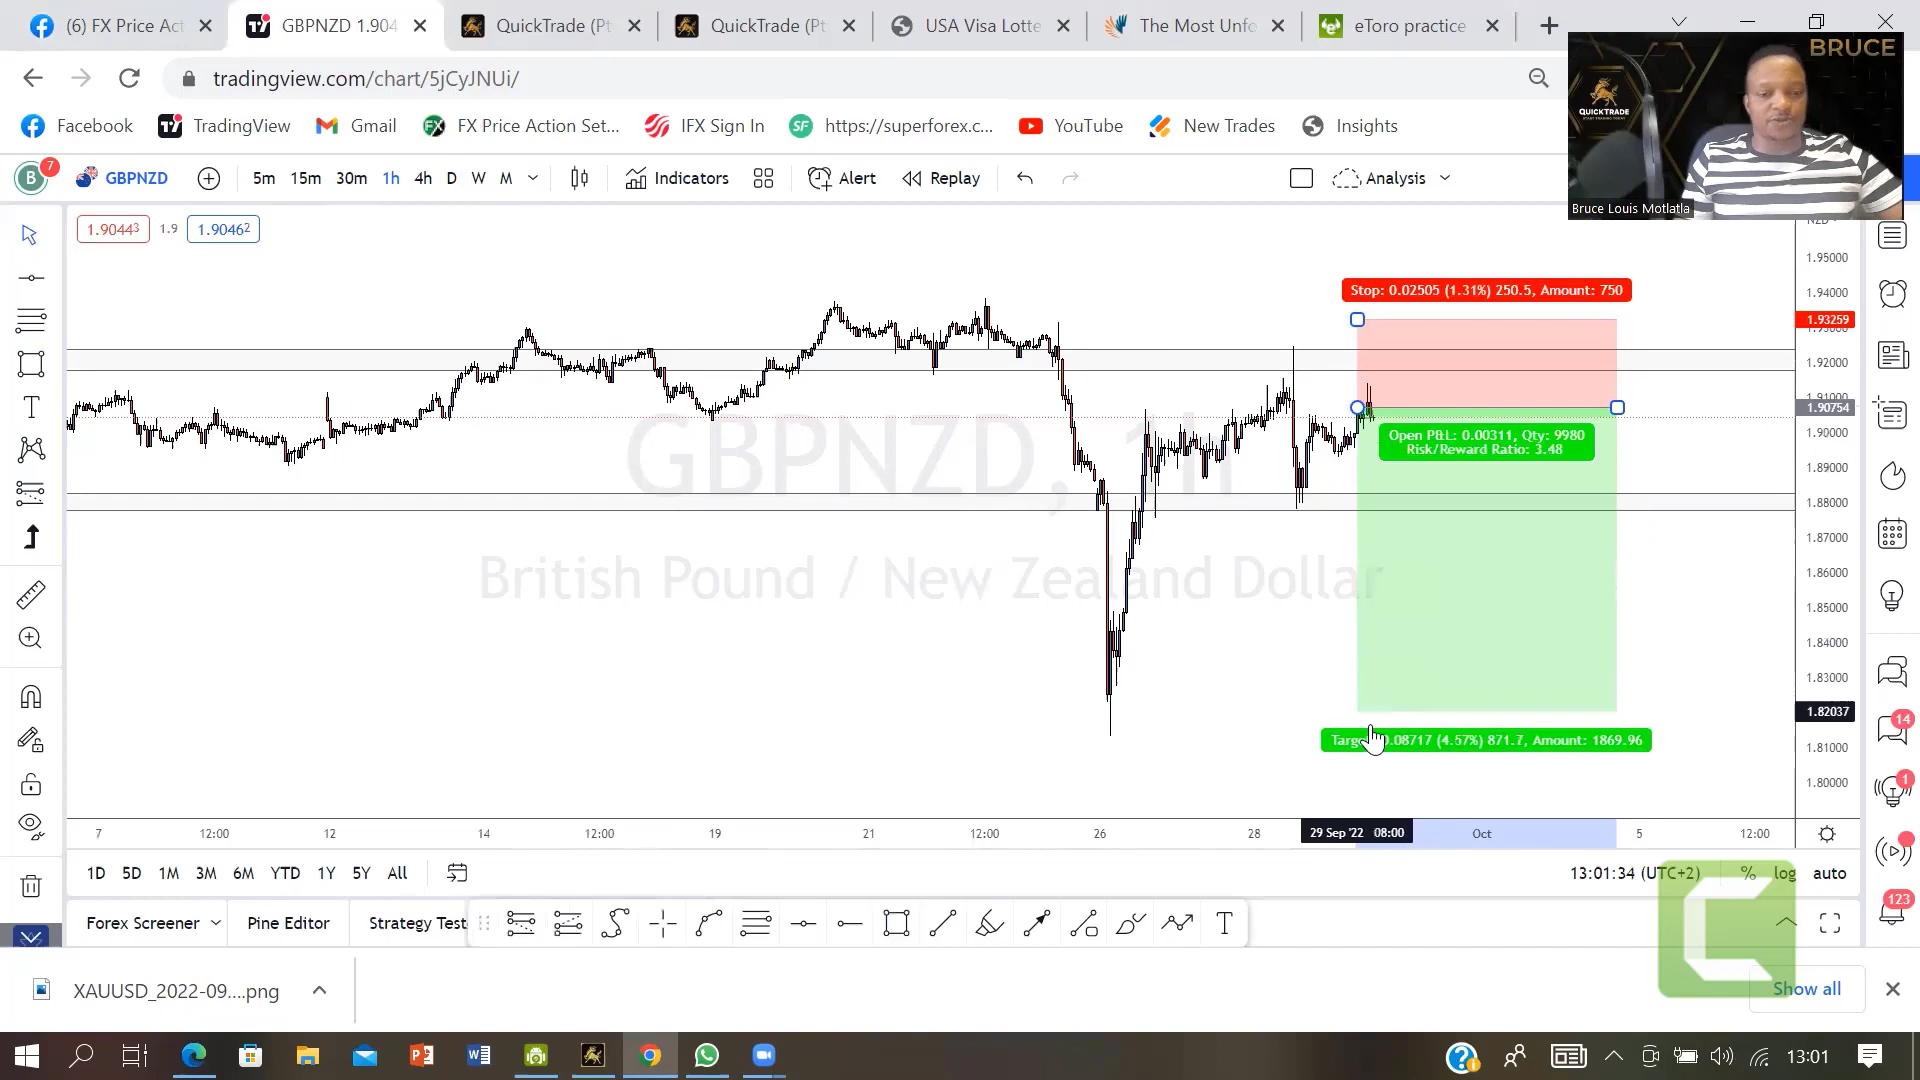 (6) FX Price Act
GBPNZD 1.904
QuickTrade (Pt
QuickTrade (Pt
USA Visa Lotte
The Most Unfo
eToro practice
tradingview.com/chart/5jCyJNUi/
BRUCE
QUICKTRADE
START TRADING TODAY
Bruce Louis Motlatla
Facebook
TradingView
Gmail
FX Price Action Set...
IFX Sign In
SF
https://superforex.c...
YouTube
New Trades
Insights
B
7
GBPNZD
5m
15m
30m
1h
4h
D
W
M
Indicators
Alert
Replay
Analysis
1.90443
1.9
1.90462
GBPNZD, 1h
British Pound / New Zealand Dollar
Stop: 0.02505 (1.31%) 250.5, Amount: 750
Open P&L: 0.00311, Qty: 9980
Risk/Reward Ratio: 3.48
0.08717 (4.57%) 871.7, Amount: 1869.96
1.95000
1.94000
1.93259
1.92000
1.90754
1.90000
1.89000
1.88000
1.87000
1.86000
1.85000
1.84000
1.83000
1.82037
1.81000
1.80000
7
12:00
12
14
12:00
19
21
12:00
26
28
29 Sep '22 08:00
Oct
5
12:00
14
1
123
1D
5D
1M
3M
6M
YTD
1Y
5Y
All
13:01:34 (UTC+2)
%
log
auto
Forex Screener
Pine Editor
Strategy Test
T
XAUUSD_2022-09....png
Show all
13:01